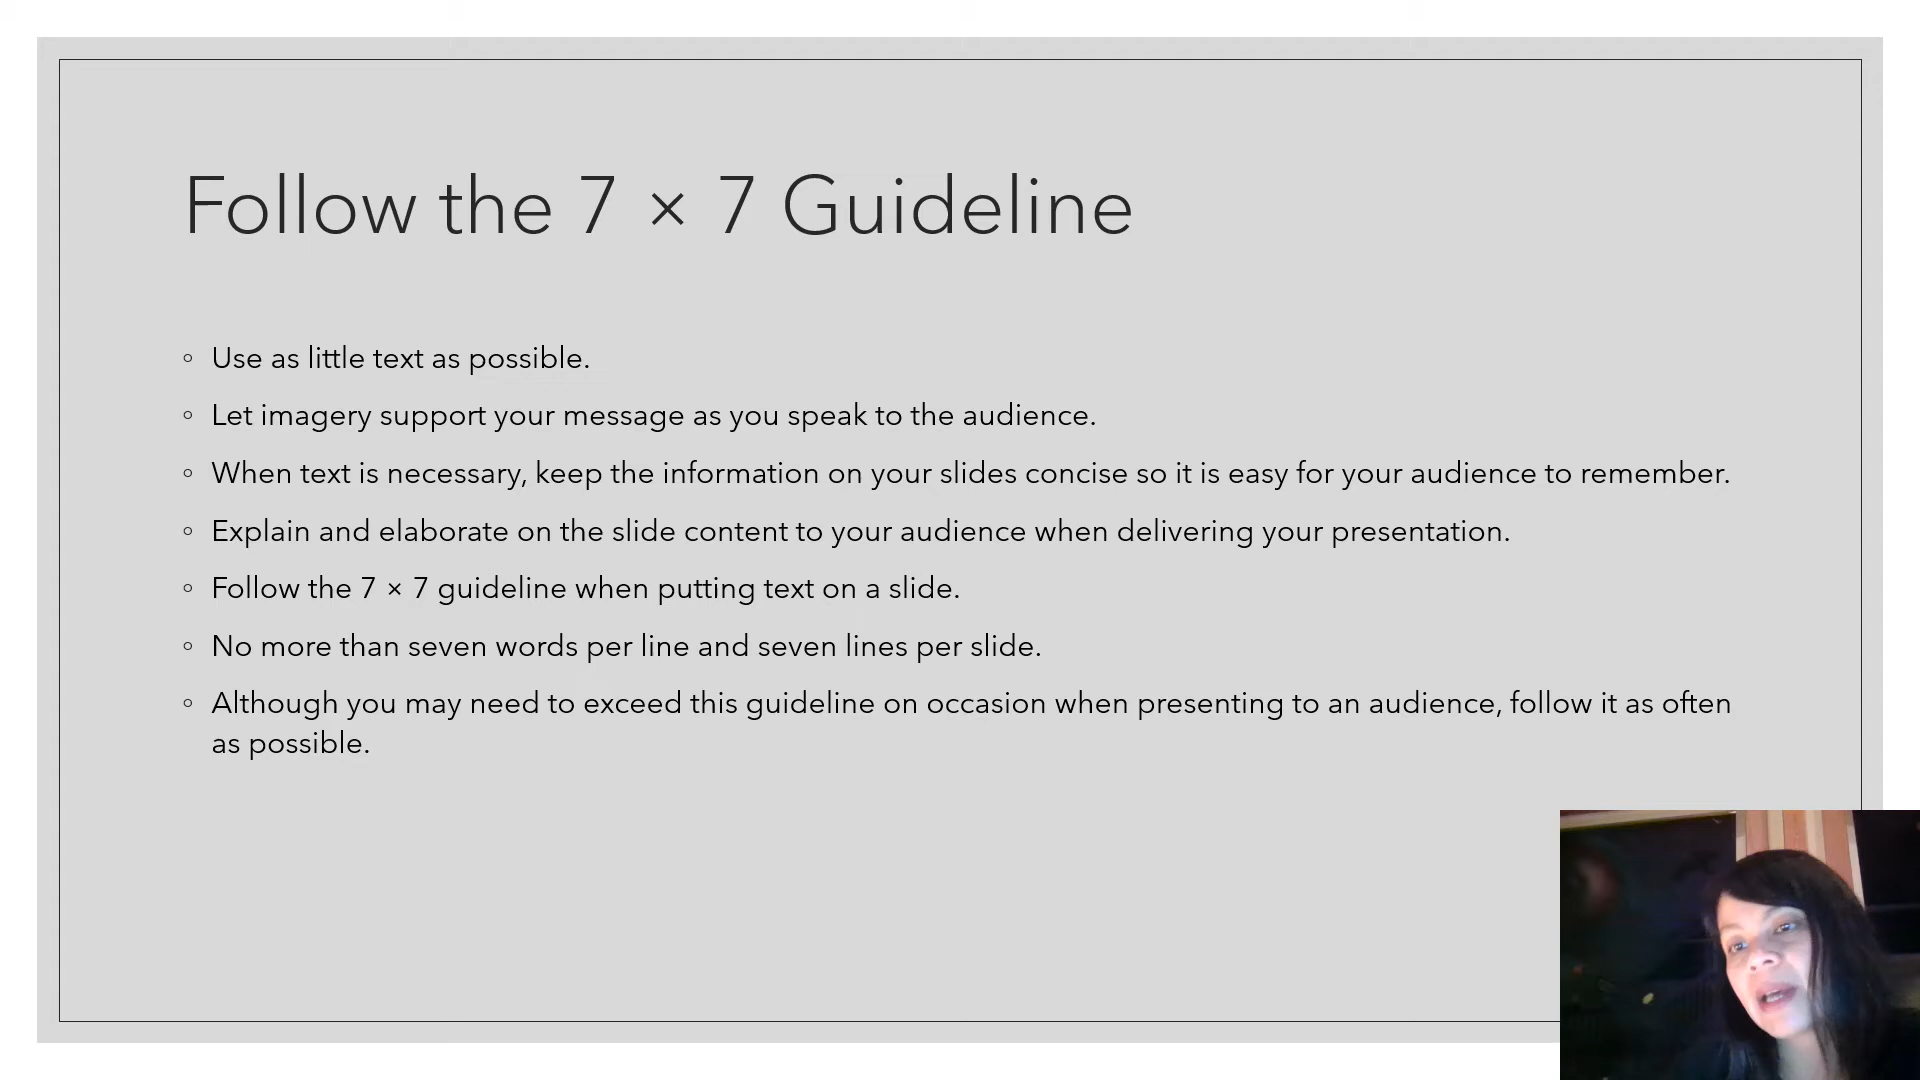 Follow the 7 × 7 Guideline
◦ Use as little text as possible.
◦ Let imagery support your message as you speak to the audience.
◦ When text is necessary, keep the information on your slides concise so it is easy for your audience to remember.
◦ Explain and elaborate on the slide content to your audience when delivering your presentation.
◦ Follow the 7 × 7 guideline when putting text on a slide.
◦ No more than seven words per line and seven lines per slide.
◦ Although you may need to exceed this guideline on occasion when presenting to an audience, follow it as often
as possible.